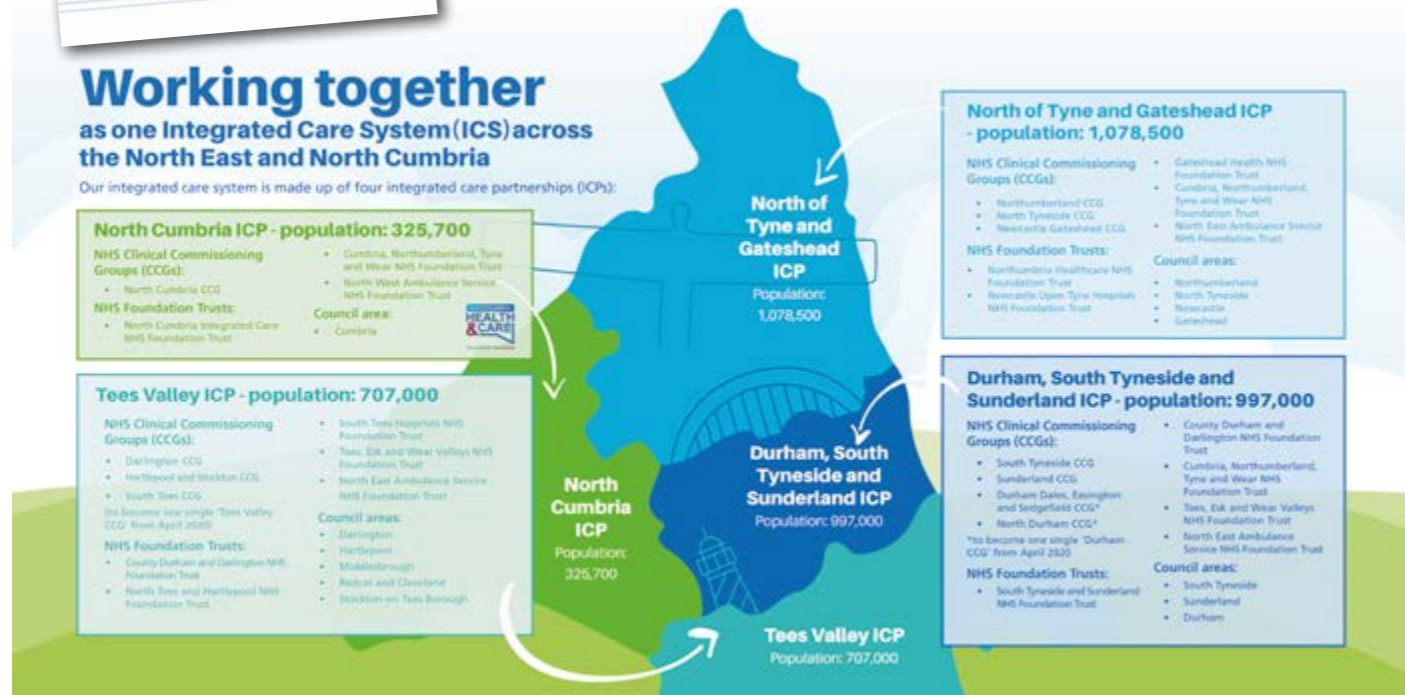 Working together
as one Integrated Care System(ICS)across
the North East and North Cumbria
Our integrated care system is made up of four integrated care partnerships (ICPs):
North Cumbria ICP - population: 325,700
NHS Clinical Commissioning
Groups (CCGs):
• North Cumbria CCG
NHS Foundation Trusts:
• North Cumbria Integrated Care
NHS Foundation Trust
• Cumbria, Northumberland, Tyne
and Wear NHS Foundation Trust
• North West Ambulance Service
NHS Foundation Trust
Council area:
• Cumbria
HEALTH
&CARE
Tees Valley ICP - population: 707,000
NHS Clinical Commissioning
Groups (CCGs):
• Darlington CCG
• Hartlepool and Stockton CCG
• South Tees CCG
(to become one single 'Tees Valley
CCG' from April 2020)
NHS Foundation Trusts:
• County Durham and Darlington NHS
Foundation Trust
• North Tees and Hartlepool NHS
Foundation Trust
• South Tees Hospitals NHS
Foundation Trust
• Tees, Esk and Wear Valleys NHS
Foundation Trust
• North East Ambulance Service
NHS Foundation Trust
Council areas:
• Darlington
• Hartlepool
• Middlesbrough
• Redcar and Cleveland
• Stockton-on-Tees Borough
North of
Tyne and
Gateshead
ICP
Population:
1,078,500
North
Cumbria
ICP
Population:
325,700
Durham, South
Tyneside and
Sunderland ICP
Population: 997,000
Tees Valley ICP
Population: 707,000
North of Tyne and Gateshead ICP
- population: 1,078,500
NHS Clinical Commissioning
Groups (CCGs):
• Northumberland CCG
• North Tyneside CCG
• Newcastle Gateshead CCG
NHS Foundation Trusts:
• Northumbria Healthcare NHS
Foundation Trust
• Newcastle Upon Tyne Hospitals
NHS Foundation Trust
• Gateshead Health NHS
Foundation Trust
• Cumbria, Northumberland,
Tyne and Wear NHS
Foundation Trust
• North East Ambulance Service
NHS Foundation Trust
Council areas:
• Northumberland
• North Tyneside
• Newcastle
• Gateshead
Durham, South Tyneside and
Sunderland ICP - population: 997,000
NHS Clinical Commissioning
Groups (CCGs):
• South Tyneside CCG
• Sunderland CCG
• Durham Dales, Easington
and Sedgefield CCG*
• North Durham CCG*
*to become one single 'Durham
CCG' from April 2020
NHS Foundation Trusts:
• South Tyneside and Sunderland
NHS Foundation Trust
• County Durham and
Darlington NHS Foundation
Trust
• Cumbria, Northumberland,
Tyne and Wear NHS
Foundation Trust
• Tees, Esk and Wear Valleys
NHS Foundation Trust
• North East Ambulance
Service NHS Foundation Trust
Council areas:
• South Tyneside
• Sunderland
• Durham